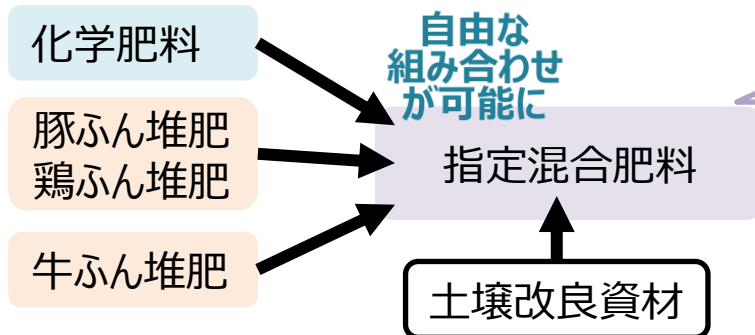 化学肥料
豚ふん堆肥
鶏ふん堆肥
牛ふん堆肥
自由な
組み合わせ
が可能に
指定混合肥料
土壌改良資材